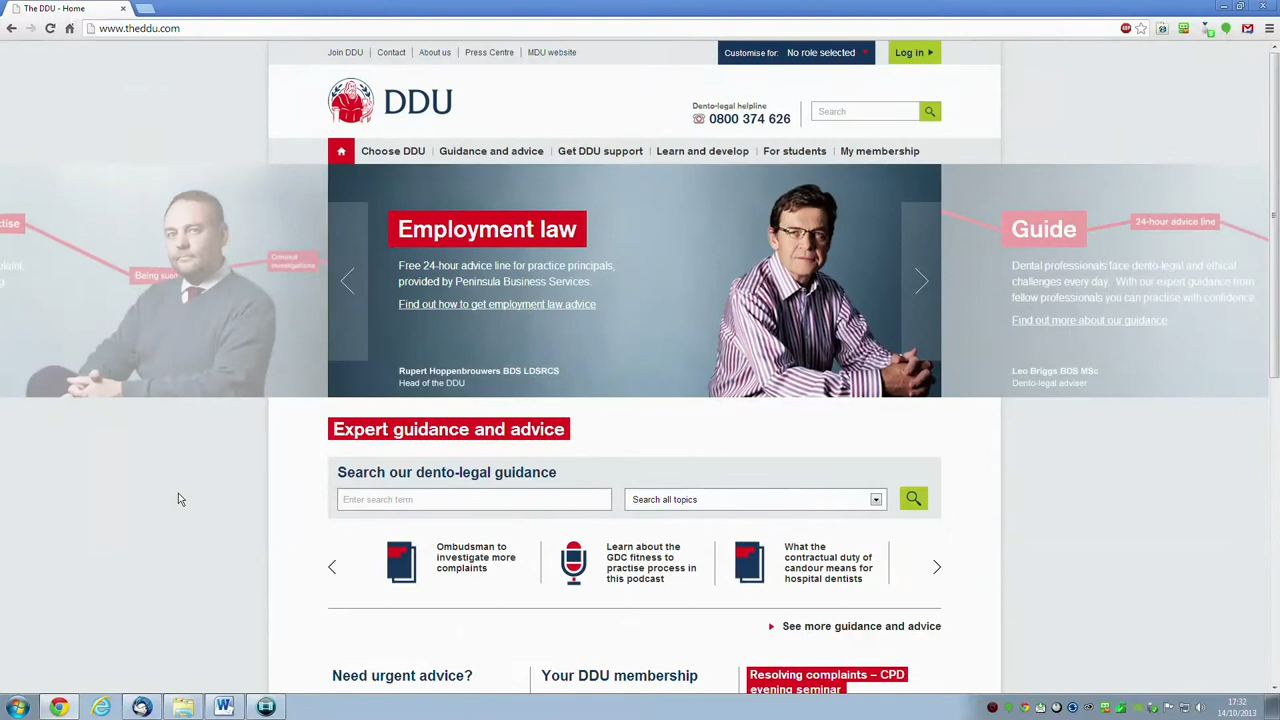 The DDU - Home
www.theddu.com
Join DDU
Contact
About us
Press Centre
MDU website
Customise for: No role selected
Log in
DDU
Dento-legal helpline
0800 374 626
Search
Choose DDU
Guidance and advice
Get DDU support
Learn and develop
For students
My membership
Being sued
Criminal
investigations
Employment law
Free 24-hour advice line for practice principals,
provided by Peninsula Business Services.
Find out how to get employment law advice
Rupert Hoppenbrouwers BDS LDSRCS
Head of the DDU
Guide
24-hour advice line
Dental professionals face dento-legal and ethical
challenges every day. With our expert guidance from
fellow professionals you can practise with confidence.
Find out more about our guidance
Leo Briggs BDS MSc
Dento-legal adviser
Expert guidance and advice
Search our dento-legal guidance
Enter search term
Search all topics
Ombudsman to
investigate more
complaints
Learn about the
GDC fitness to
practise process in
this podcast
What the
contractual duty of
candour means for
hospital dentists
See more guidance and advice
Need urgent advice?
Your DDU membership
Resolving complaints – CPD
evening seminar
17:32
14/10/2013